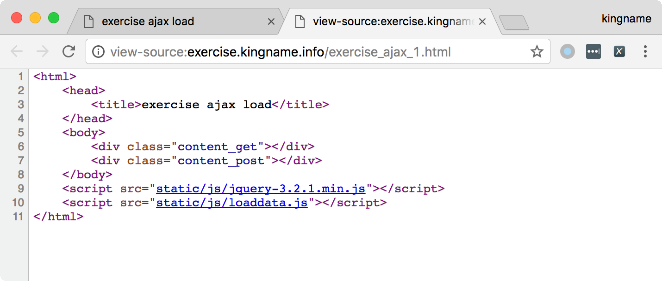 exercise ajax load
view-source:exercise.kingname
kingname
view-source:exercise.kingname.info/exercise_ajax_1.html
1 <html>
2 <head>
3 <title>exercise ajax load</title>
4 </head>
5 <body>
6 <div class="content_get"></div>
7 <div class="content_post"></div>
8 </body>
9 <script src="static/js/jquery-3.2.1.min.js"></script>
10 <script src="static/js/loaddata.js"></script>
11 </html>